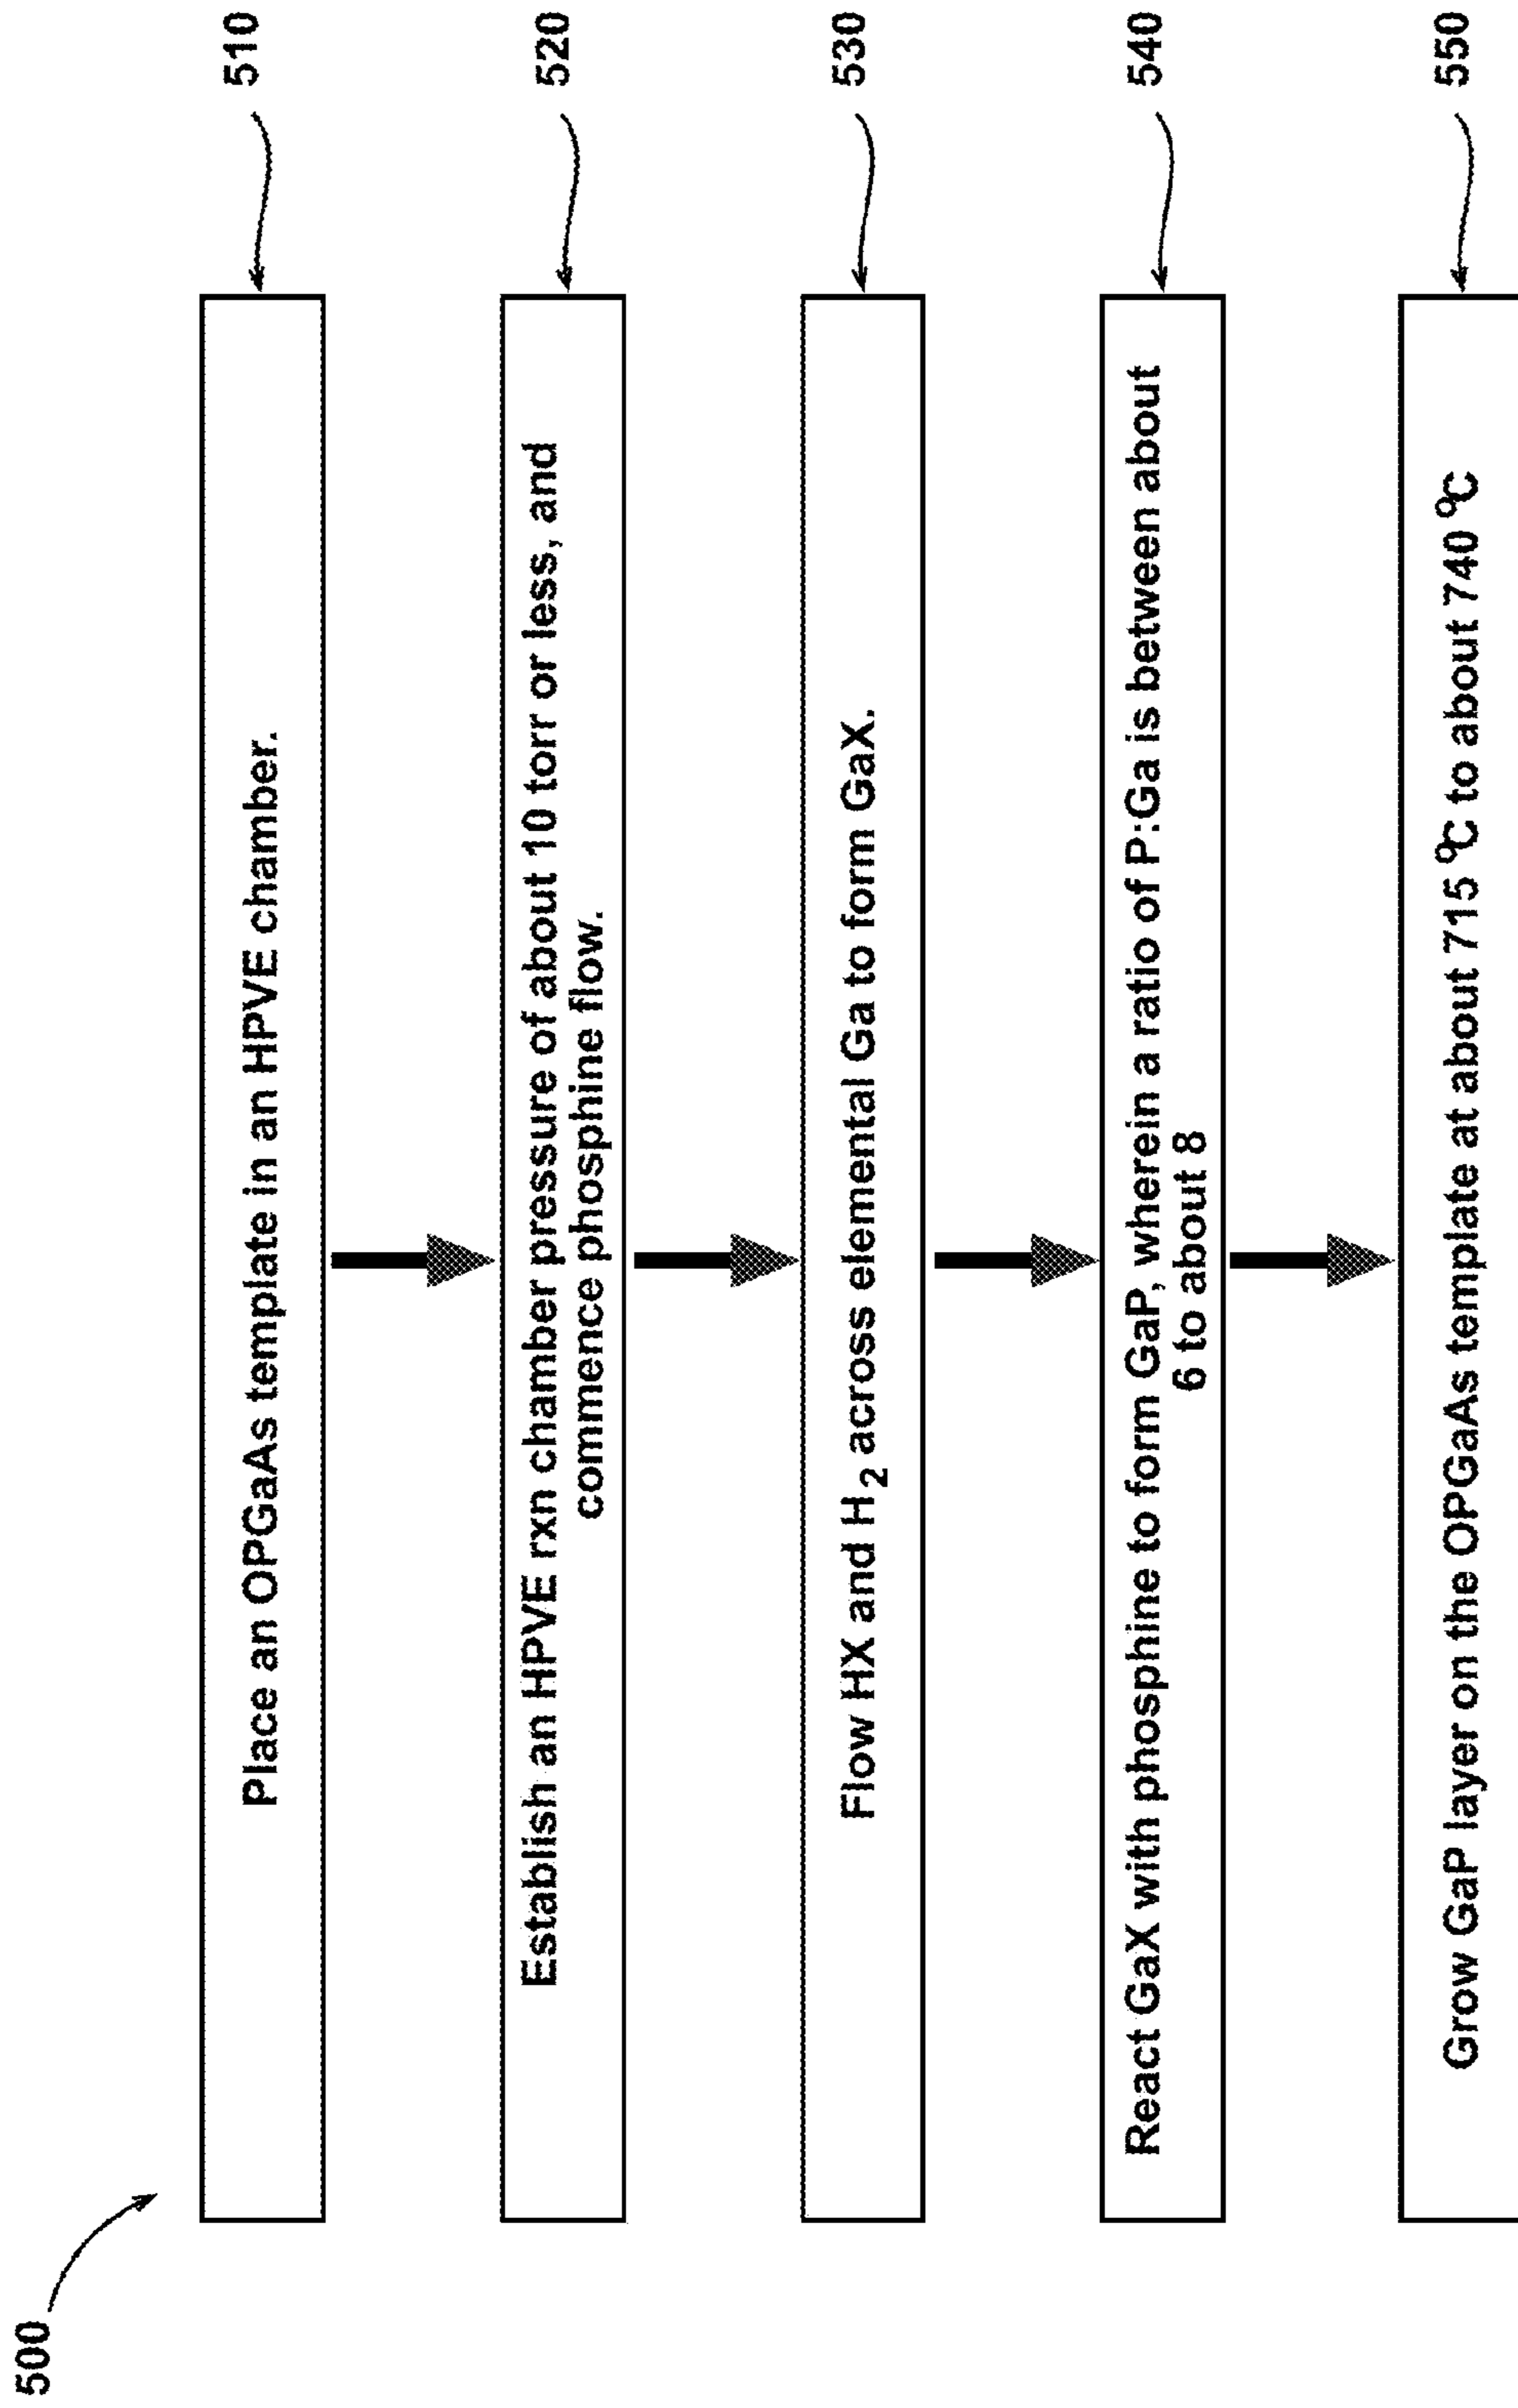 500
Place an OPGaAs template in an HPVE chamber.
510
Establish an HPVE rxn chamber pressure of about 10 torr or less, and
commence phosphine flow.
520
Flow HX and H2 across elemental Ga to form GaX.
530
React GaX with phosphine to form GaP, wherein a ratio of P:Ga is between about
6 to about 8
540
Grow GaP layer on the OPGaAs template at about 715 ºC to about 740 ºC
550